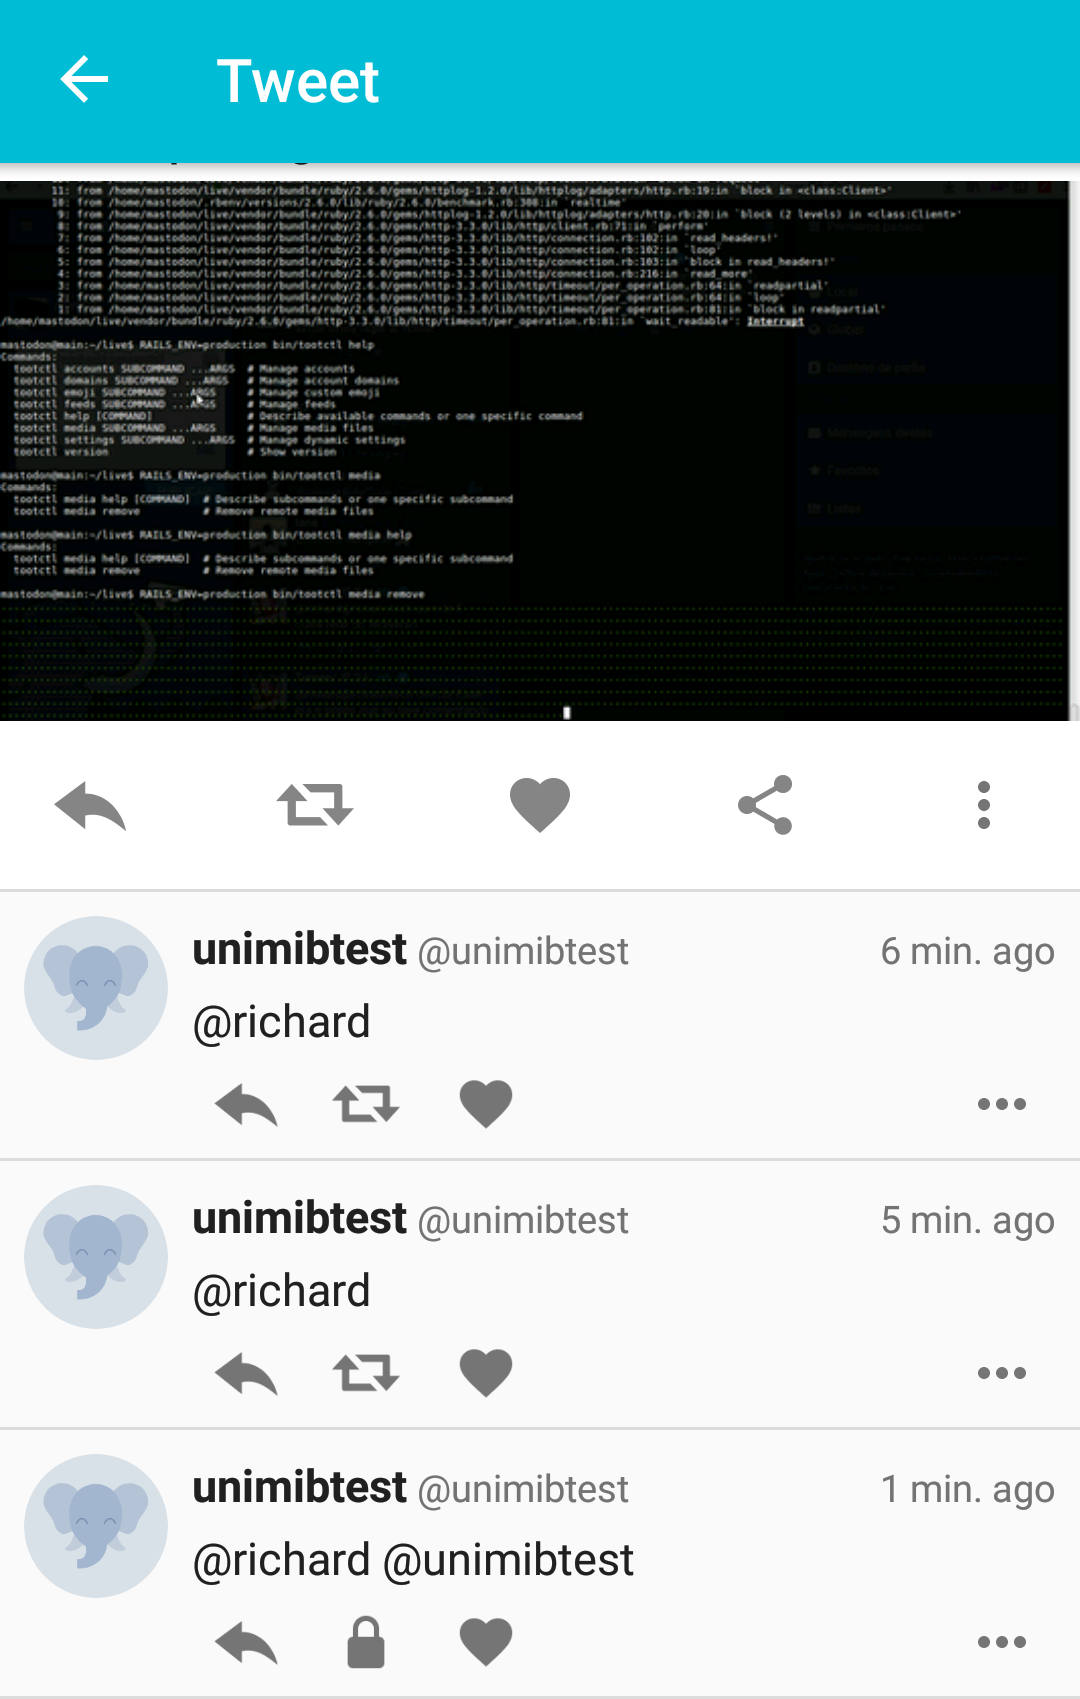 Tweet
11: from /home/mastodon/live/vendor/bundle/ruby/2.6.0/gems/httplog-1.2.0/lib/httplog/adapters/http.rb:19:in `block in <class:Client>'
10: from /home/mastodon/.rbenv/versions/2.6.0/lib/ruby/2.6.0/benchmark.rb:308:in `realtime'
9: from /home/mastodon/live/vendor/bundle/ruby/2.6.0/gems/httplog-1.2.0/lib/httplog/adapters/http.rb:20:in `block (2 levels) in <class:Client>'
8: from /home/mastodon/live/vendor/bundle/ruby/2.6.0/gems/http-3.3.0/lib/http/client.rb:71:in `perform'
7: from /home/mastodon/live/vendor/bundle/ruby/2.6.0/gems/http-3.3.0/lib/http/connection.rb:102:in `read_headers!'
6: from /home/mastodon/live/vendor/bundle/ruby/2.6.0/gems/http-3.3.0/lib/http/connection.rb:102:in `loop'
5: from /home/mastodon/live/vendor/bundle/ruby/2.6.0/gems/http-3.3.0/lib/http/connection.rb:103:in `block in read_headers!'
4: from /home/mastodon/live/vendor/bundle/ruby/2.6.0/gems/http-3.3.0/lib/http/connection.rb:216:in `read_more'
3: from /home/mastodon/live/vendor/bundle/ruby/2.6.0/gems/http-3.3.0/lib/http/timeout/per_operation.rb:64:in `readpartial'
2: from /home/mastodon/live/vendor/bundle/ruby/2.6.0/gems/http-3.3.0/lib/http/timeout/per_operation.rb:64:in `loop'
1: from /home/mastodon/live/vendor/bundle/ruby/2.6.0/gems/http-3.3.0/lib/http/timeout/per_operation.rb:81:in `block in readpartial'
/home/mastodon/live/vendor/bundle/ruby/2.6.0/gems/http-3.3.0/lib/http/timeout/per_operation.rb:81:in `wait_readable': Interrupt
mastodon@main:~/live$ RAILS_ENV=production bin/tootctl help
Commands:
tootctl accounts SUBCOMMAND ...ARGS # Manage accounts
tootctl domains SUBCOMMAND ...ARGS # Manage account domains
tootctl emoji SUBCOMMAND ...ARGS # Manage custom emoji
tootctl feeds SUBCOMMAND ...ARGS # Manage feeds
tootctl help [COMMAND] # Describe available commands or one specific command
tootctl media SUBCOMMAND ...ARGS # Manage media files
tootctl settings SUBCOMMAND ...ARGS # Manage dynamic settings
tootctl version # Show version
mastodon@main:~/live$ RAILS_ENV=production bin/tootctl media
Commands:
tootctl media help [COMMAND] # Describe subcommands or one specific subcommand
tootctl media remove # Remove remote media files
mastodon@main:~/live$ RAILS_ENV=production bin/tootctl media help
Commands:
tootctl media help [COMMAND] # Describe subcommands or one specific subcommand
tootctl media remove # Remove remote media files
mastodon@main:~/live$ RAILS_ENV=production bin/tootctl media remove
Primeiros passos
Local
Global
Diretório de perfis
Mensagens diretas
Favoritos
Listas
unimibtest @unimibtest 6 min. ago
@richard
unimibtest @unimibtest 5 min. ago
@richard
unimibtest @unimibtest 1 min. ago
@richard @unimibtest